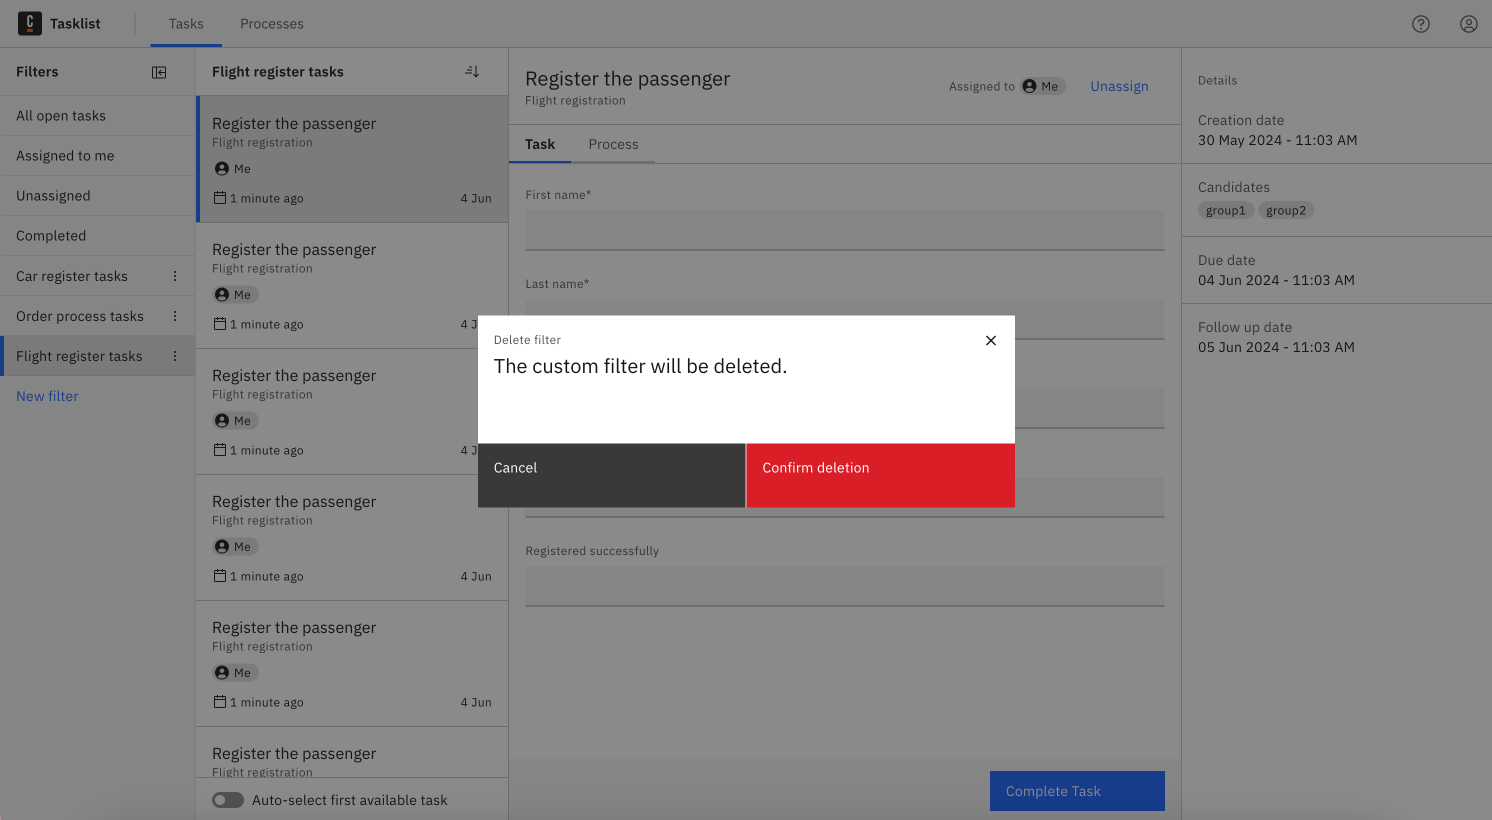 Tasklist
Tasks
Processes
Filters
All open tasks
Assigned to me
Unassigned
Completed
Car register tasks
Order process tasks
Flight register tasks
New filter
Flight register tasks
Register the passenger
Flight registration
Me
1 minute ago
4 Jun
Register the passenger
Flight registration
Me
1 minute ago
4 J
Register the passenger
Flight registration
Me
1 minute ago
4 J
Register the passenger
Flight registration
Me
1 minute ago
4 Jun
Register the passenger
Flight registration
Me
1 minute ago
4 Jun
Register the passenger
Flight registration
Auto-select first available task
Register the passenger
Flight registration
Assigned to
Me
Unassign
Task
Process
First name*
Last name*
Delete filter
The custom filter will be deleted.
Cancel
Confirm deletion
Registered successfully
Complete Task
Details
Creation date
30 May 2024 - 11:03 AM
Candidates
group1
group2
Due date
04 Jun 2024 - 11:03 AM
Follow up date
05 Jun 2024 - 11:03 AM